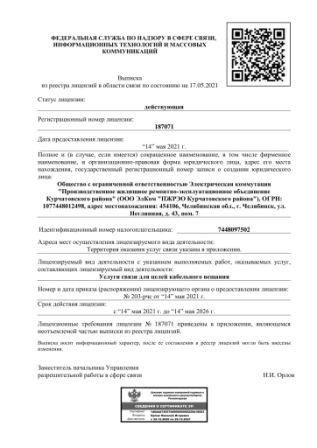 ФЕДЕРАЛЬНАЯ СЛУЖБА ПО НАДЗОРУ В СФЕРЕ СВЯЗИ,
ИНФОРМАЦИОННЫХ ТЕХНОЛОГИЙ И МАССОВЫХ
КОММУНИКАЦИЙ
Выписка
из реестра лицензий в области связи по состоянию на 17.05.2021
Статус лицензии:
действующая
Регистрационный номер лицензии:
187071
Дата предоставления лицензии:
"14" мая 2021 г.
Полное и (в случае, если имеется) сокращенное наименование, в том числе фирменное
наименование, и организационно-правовая форма юридического лица, адрес его места
нахождения, государственный регистрационный номер записи о создании юридического
лица:
Общество с ограниченной ответственностью Электрическая коммутация
"Производственное жилищное ремонтно-эксплуатационное объединение
Курчатовского района" (ООО ЭлКом "ПЖРЭО Курчатовского района"), ОГРН:
1077448012498, адрес местонахождения: 454106, Челябинская обл., г. Челябинск, ул.
Неглинная, д. 43, пом. 7
Идентификационный номер налогоплательщика: 7448097502
Адреса мест осуществления лицензируемого вида деятельности:
Территория оказания услуг связи указана в приложении.
Лицензируемый вид деятельности с указанием выполняемых работ, оказываемых услуг,
составляющих лицензируемый вид деятельности:
Услуги связи для целей кабельного вещания
Номер и дата приказа (распоряжения) лицензирующего органа о предоставлении лицензии:
№ 203-рчс от "14" мая 2021 г.
Срок действия лицензии:
с "14" мая 2021 г. до "14" мая 2026 г.
Лицензионные требования лицензии № 187071 приведены в приложении, являющемся
неотъемлемой частью выписки из реестра лицензий.
Выписка носит информационный характер, после ее составления в реестр лицензий могли быть внесены
изменения.
Заместитель начальника Управления
разрешительной работы в сфере связи Н.И. Орлов
СВЕДЕНИЯ О СЕРТИФИКАТЕ ЭП